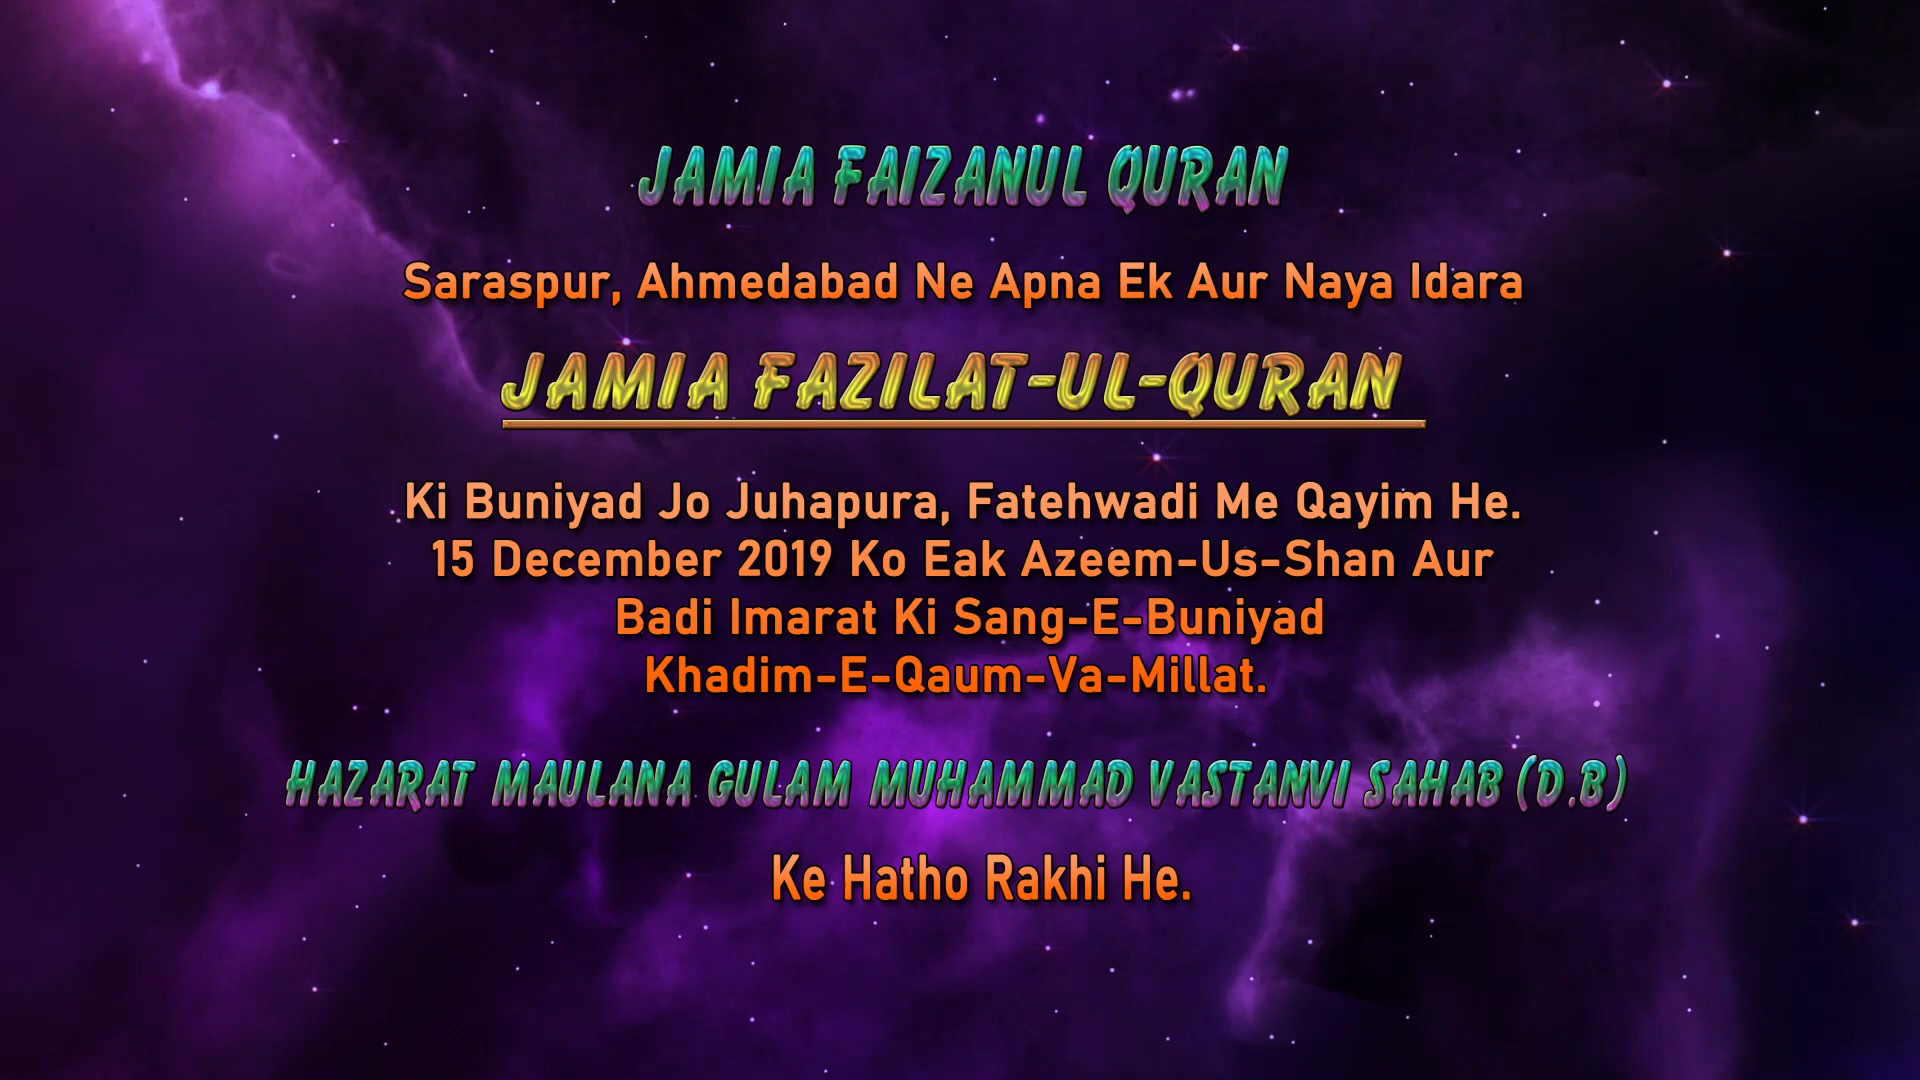 JAMIA FAIZANUL QURAN
Saraspur, Ahmedabad Ne Apna Ek Aur Naya Idara
JAMIA FAZILAT-UL-QURAN
Ki Buniyad Jo Juhapura, Fatehwadi Me Qayim He.
15 December 2019 Ko Eak Azeem-Us-Shan Aur
Badi Imarat Ki Sang-E-Buniyad
Khadim-E-Qaum-Va-Millat.
HAZARAT MAULANA GULAM MUHAMMAD VASTANVI SAHAB (D.B)
Ke Hatho Rakhi He.